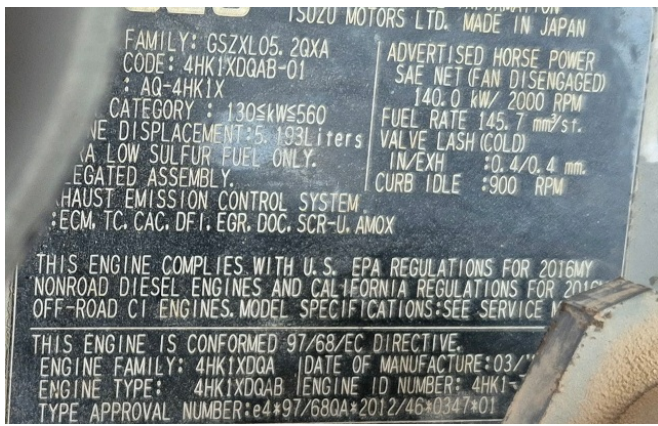 INFORMATION
ISUZU MOTORS LTD. MADE IN JAPAN
FAMILY: GSZXL05.2QXA
CODE: 4HK1XDQAB-01
: AQ-4HK1X
CATEGORY : 130≤kW≤560
NE DISPLACEMENT:5.193Liters
RA LOW SULFUR FUEL ONLY.
LEGATED ASSEMBLY.
HAUST EMISSION CONTROL SYSTEM
:ECM, TC, CAC, DFI, EGR, DOC, SCR-U, AMOX
ADVERTISED HORSE POWER
SAE NET (FAN DISENGAGED)
140.0 kW/ 2000 RPM
FUEL RATE 145.7 mm³/st.
VALVE LASH (COLD)
IN/EXH :0.4/0.4 mm.
CURB IDLE :900 RPM
THIS ENGINE COMPLIES WITH U.S. EPA REGULATIONS FOR 2016MY
NONROAD DIESEL ENGINES AND CALIFORNIA REGULATIONS FOR 2016
OFF-ROAD CI ENGINES. MODEL SPECIFICATIONS:SEE SERVICE M
THIS ENGINE IS CONFORMED 97/68/EC DIRECTIVE.
ENGINE FAMILY: 4HK1XDQA DATE OF MANUFACTURE:03/
ENGINE TYPE: 4HK1XDQAB ENGINE ID NUMBER: 4HK1-
TYPE APPROVAL NUMBER:e4*97/68QA*2012/46*0347*01